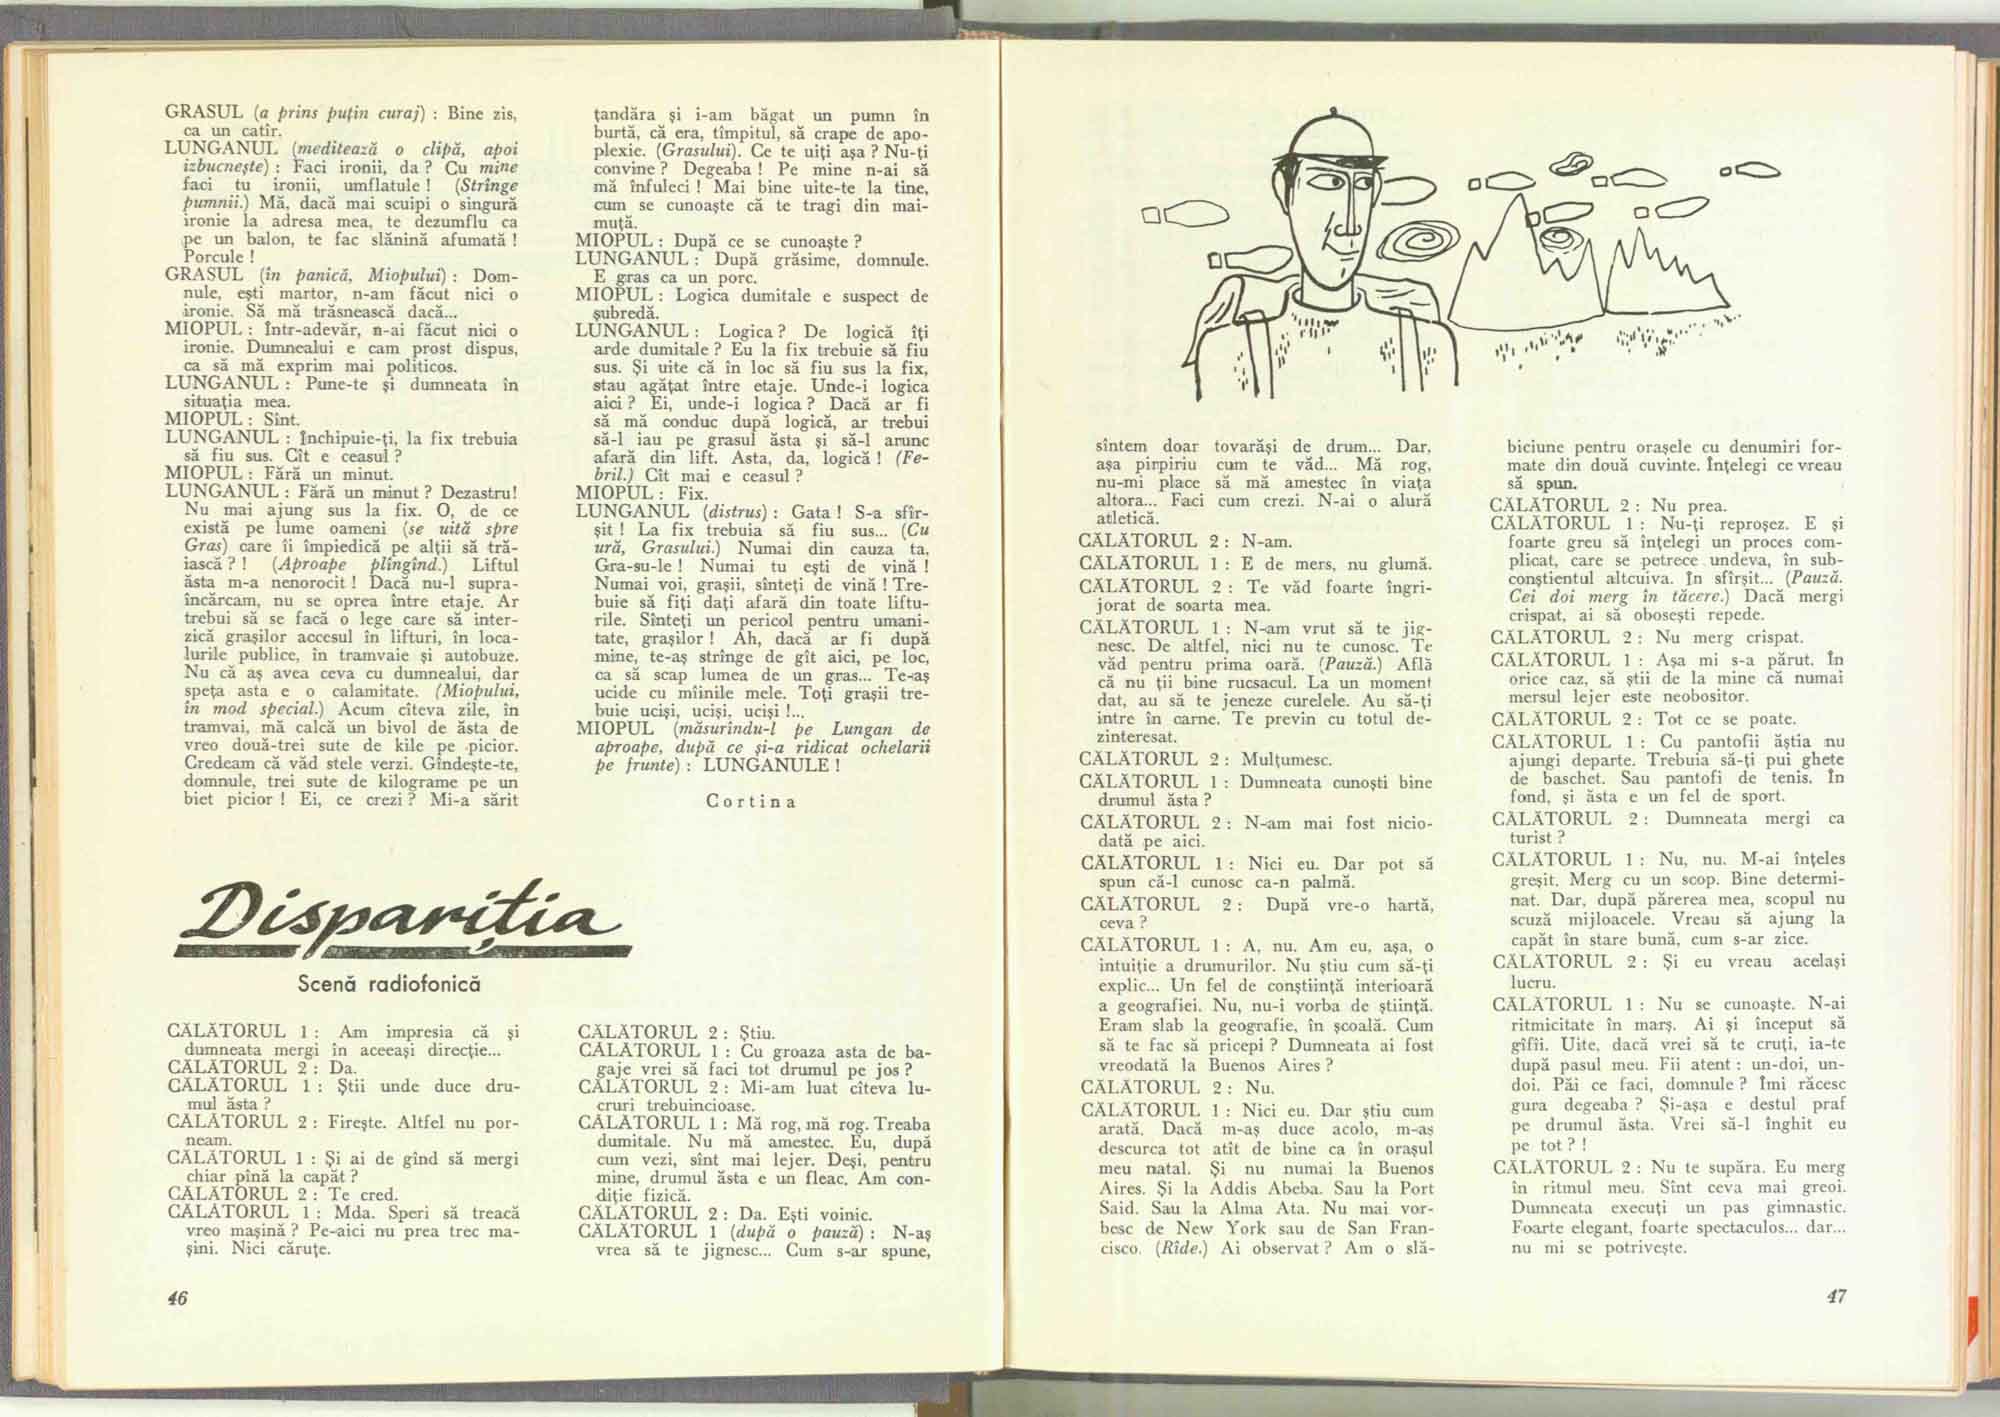 GRASUL (a prins puțin curaj) : Bine zis,
ca un catîr.
LUNGANUL (meditează o clipă, apoi
izbucnește) : Faci ironii, da ? Cu mine
faci tu ironii, umflatule ! (Strînge
pumnii.) Mă, dacă mai scuipi o singură
ironie la adresa mea, te dezumflu ca
pe un balon, te fac slănină afumată !
Porcule !
GRASUL (în panică, Miopului) : Dom-
nule, ești martor, n-am făcut nici o
ironie. Să mă trăsnească dacă...
MIOPUL : Într-adevăr, n-ai făcut nici o
ironie. Dumnealui e cam prost dispus,
ca să mă exprim mai politicos.
LUNGANUL : Pune-te și dumneata în
situația mea.
MIOPUL : Sînt.
LUNGANUL : Închipuie-ți, la fix trebuia
să fiu sus. Cît e ceasul ?
MIOPUL : Fără un minut.
LUNGANUL : Fără un minut ? Dezastru!
Nu mai ajung sus la fix. O, de ce
există pe lume oameni (se uită spre
Gras) care îi împiedică pe alții să tră-
iască ? ! (Aproape plîngînd.) Liftul
ăsta m-a nenorocit ! Dacă nu-l supra-
încărcam, nu se oprea între etaje. Ar
trebui să se facă o lege care să inter-
zică grașilor accesul în lifturi, în loca-
lurile publice, în tramvaie și autobuze.
Nu că aș avea ceva cu dumnealui, dar
speța asta e o calamitate. (Miopului,
în mod special.) Acum cîteva zile, în
tramvai, mă calcă un bivol de ăsta de
vreo două-trei sute de kile pe picior.
Credeam că văd stele verzi. Gîndește-te,
domnule, trei sute de kilograme pe un
biet picior ! Ei, ce crezi ? Mi-a sărit
țandăra și i-am băgat un pumn în
burtă, că era, tîmpitul, să crape de apo-
plexie. (Grasului). Ce te uiți așa ? Nu-ți
convine ? Degeaba ! Pe mine n-ai să
mă înfuleci ! Mai bine uite-te la tine,
cum se cunoaște că te tragi din mai-
muță.
MIOPUL : După ce se cunoaște ?
LUNGANUL : După grăsime, domnule.
E gras ca un porc.
MIOPUL : Logica dumitale e suspect de
șubredă.
LUNGANUL : Logica ? De logică îți
arde dumitale ? Eu la fix trebuie să fiu
sus. Și uite că în loc să fiu sus la fix,
stau agățat între etaje. Unde-i logica
aici ? Ei, unde-i logica ? Dacă ar fi
să mă conduc după logică, ar trebui
să-l iau pe grasul ăsta și să-l arunc
afară din lift. Asta, da, logică ! (Fe-
bril.) Cît mai e ceasul ?
MIOPUL : Fix.
LUNGANUL (distrus) : Gata ! S-a sfîr-
șit ! La fix trebuia să fiu sus... (Cu
ură, Grasului.) Numai din cauza ta,
Gra-su-le ! Numai tu ești de vină !
Numai voi, grașii, sînteți de vină ! Tre-
buie să fiți dați afară din toate liftu-
rile. Sînteți un pericol pentru umani-
tate, grașilor ! Ah, dacă ar fi după
mine, te-aș strînge de gît aici, pe loc,
ca să scap lumea de un gras... Te-aș
ucide cu mîinile mele. Toți grașii tre-
buie uciși, uciși, uciși !...
MIOPUL (măsurîndu-l pe Lungan de
aproape, după ce și-a ridicat ochelarii
pe frunte) : LUNGANULE !
Cortina
Dispariția
Scenă radiofonică
CĂLĂTORUL 1 : Am impresia că și
dumneata mergi în aceeași direcție...
CĂLĂTORUL 2 : Da.
CĂLĂTORUL 1 : Știi unde duce dru-
mul ăsta ?
CĂLĂTORUL 2 : Firește. Altfel nu por-
neam.
CĂLĂTORUL 1 : Și ai de gînd să mergi
chiar pînă la capăt ?
CĂLĂTORUL 2 : Te cred.
CĂLĂTORUL 1 : Mda. Speri să treacă
vreo mașină ? Pe-aici nu prea trec ma-
șini. Nici căruțe.
CĂLĂTORUL 2 : Știu.
CĂLĂTORUL 1 : Cu groaza asta de ba-
gaje vrei să faci tot drumul pe jos ?
CĂLĂTORUL 2 : Mi-am luat cîteva lu-
cruri trebuincioase.
CĂLĂTORUL 1 : Mă rog, mă rog. Treaba
dumitale. Nu mă amestec. Eu, după
cum vezi, sînt mai lejer. Deși, pentru
mine, drumul ăsta e un fleac. Am con-
diție fizică.
CĂLĂTORUL 2 : Da. Ești voinic.
CĂLĂTORUL 1 (după o pauză) : N-aș
vrea să te jignesc... Cum s-ar spune,
46
sîntem doar tovarăși de drum... Dar,
așa pirpiriu cum te văd... Mă rog,
nu-mi place să mă amestec în viața
altora... Faci cum crezi. N-ai o alură
atletică.
CĂLĂTORUL 2 : N-am.
CĂLĂTORUL 1 : E de mers, nu glumă.
CĂLĂTORUL 2 : Te văd foarte îngri-
jorat de soarta mea.
CĂLĂTORUL 1 : N-am vrut să te jig-
nesc. De altfel, nici nu te cunosc. Te
văd pentru prima oară. (Pauză.) Află
că nu ții bine rucsacul. La un moment
dat, au să te jeneze curelele. Au să-ți
intre în carne. Te previn cu totul de-
zinteresat.
CĂLĂTORUL 2 : Mulțumesc.
CĂLĂTORUL 1 : Dumneata cunoști bine
drumul ăsta ?
CĂLĂTORUL 2 : N-am mai fost nicio-
dată pe aici.
CĂLĂTORUL 1 : Nici eu. Dar pot să
spun că-l cunosc ca-n palmă.
CĂLĂTORUL 2 : După vre-o hartă,
ceva ?
CĂLĂTORUL 1 : A, nu. Am eu, așa, o
intuiție a drumurilor. Nu știu cum să-ți
explic... Un fel de conștiință interioară
a geografiei. Nu, nu-i vorba de știință.
Eram slab la geografie, în școală. Cum
să te fac să pricepi ? Dumneata ai fost
vreodată la Buenos Aires ?
CĂLĂTORUL 2 : Nu.
CĂLĂTORUL 1 : Nici eu. Dar știu cum
arată. Dacă m-aș duce acolo, m-aș
descurca tot atît de bine ca în orașul
meu natal. Și nu numai la Buenos
Aires. Și la Addis Abeba. Sau la Port
Said. Sau la Alma Ata. Nu mai vor-
besc de New York sau de San Fran-
cisco. (Rîde.) Ai observat ? Am o slă-
biciune pentru orașele cu denumiri for-
mate din două cuvinte. Înțelegi ce vreau
să spun.
CĂLĂTORUL 2 : Nu prea.
CĂLĂTORUL 1 : Nu-ți reproșez. E și
foarte greu să înțelegi un proces com-
plicat, care se petrece undeva, în sub-
conștientul altcuiva. În sfîrșit... (Pauză.
Cei doi merg în tăcere.) Dacă mergi
crispat, ai să obosești repede.
CĂLĂTORUL 2 : Nu merg crispat.
CĂLĂTORUL 1 : Așa mi s-a părut. În
orice caz, să știi de la mine că numai
mersul lejer este neobositor.
CĂLĂTORUL 2 : Tot ce se poate.
CĂLĂTORUL 1 : Cu pantofii ăștia nu
ajungi departe. Trebuia să-ți pui ghete
de baschet. Sau pantofi de tenis. În
fond, și ăsta e un fel de sport.
CĂLĂTORUL 2 : Dumneata mergi ca
turist ?
CĂLĂTORUL 1 : Nu, nu. M-ai înțeles
greșit. Merg cu un scop. Bine determi-
nat. Dar, după părerea mea, scopul nu
scuză mijloacele. Vreau să ajung la
capăt în stare bună, cum s-ar zice.
CĂLĂTORUL 2 : Și eu vreau același
lucru.
CĂLĂTORUL 1 : Nu se cunoaște. N-ai
ritmicitate în marș. Ai și început să
gîfîi. Uite, dacă vrei să te cruți, ia-te
după pasul meu. Fii atent : un-doi, un-
doi. Păi ce faci, domnule ? Îmi răcesc
gura degeaba ? Și-așa e destul praf
pe drumul ăsta. Vrei să-l înghit eu
pe tot ? !
CĂLĂTORUL 2 : Nu te supăra. Eu merg
în ritmul meu. Sînt ceva mai greoi.
Dumneata execuți un pas gimnastic.
Foarte elegant, foarte spectaculos... dar...
nu mi se potrivește.
47